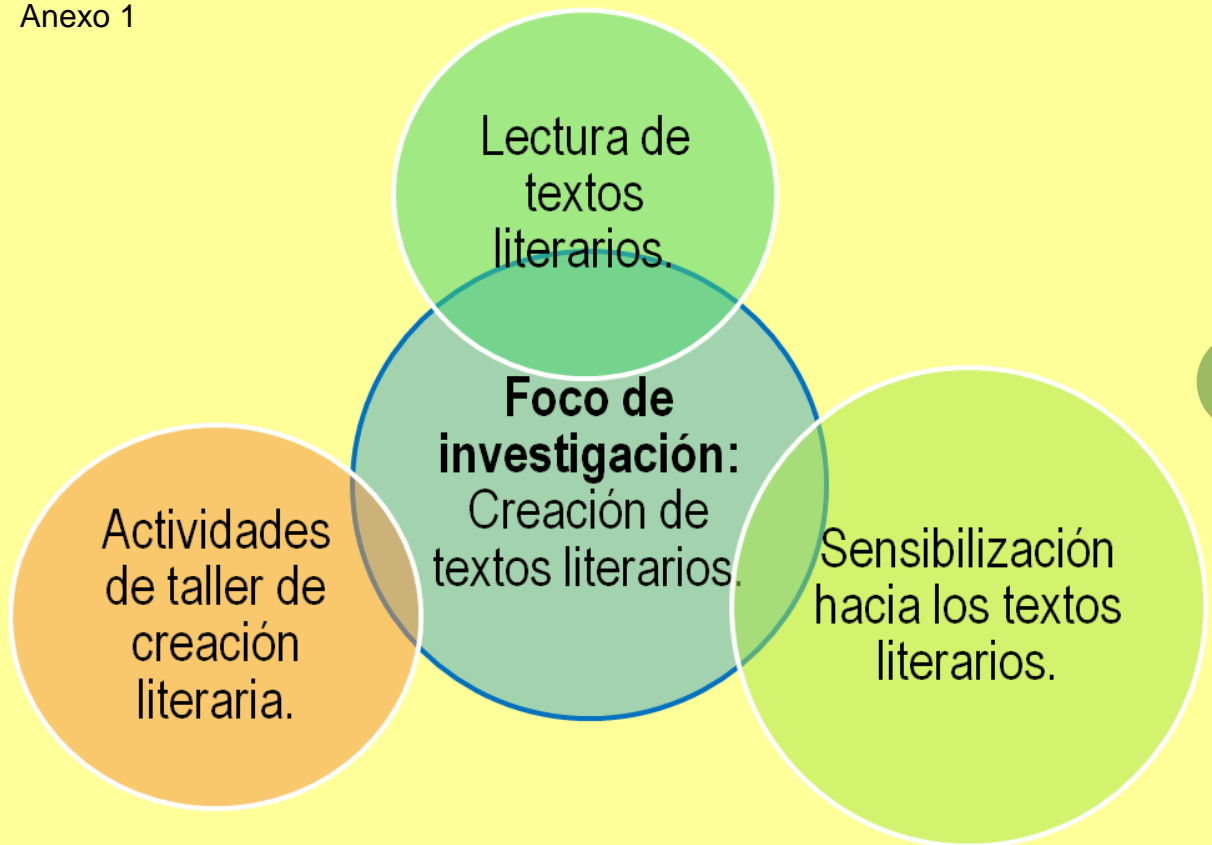 Anexo 1
Lectura de
textos
literarios.
Foco de
investigación:
Creación de
textos literarios.
Actividades
de taller de
creación
literaria.
Sensibilización
hacia los textos
literarios.